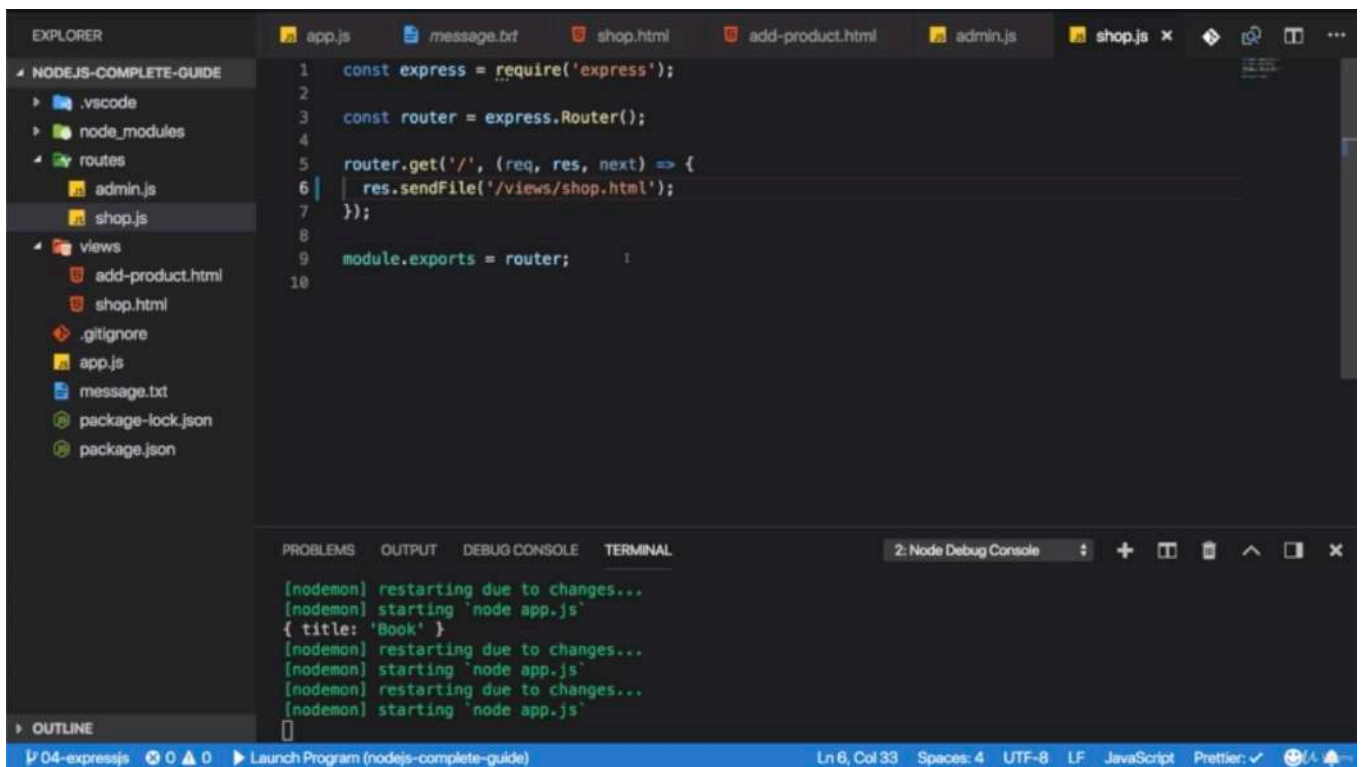 EXPLORER
NODEJS-COMPLETE-GUIDE
.vscode
node_modules
routes
admin.js
shop.js
views
add-product.html
shop.html
.gitignore
app.js
message.txt
package-lock.json
package.json
OUTLINE
app.js message.txt shop.html add-product.html admin.js shop.js
1 const express = require('express');
2
3 const router = express.Router();
4
5 router.get('/', (req, res, next) => {
6 res.sendFile('/views/shop.html');
7 });
8
9 module.exports = router;
10
PROBLEMS OUTPUT DEBUG CONSOLE TERMINAL 2: Node Debug Console
[nodemon] restarting due to changes...
[nodemon] starting `node app.js`
{ title: 'Book' }
[nodemon] restarting due to changes...
[nodemon] starting `node app.js`
[nodemon] restarting due to changes...
[nodemon] starting `node app.js`
04-expressjs 0 0 Launch Program (nodejs-complete-guide) Ln 6, Col 33 Spaces: 4 UTF-8 LF JavaScript Prettier: ✓